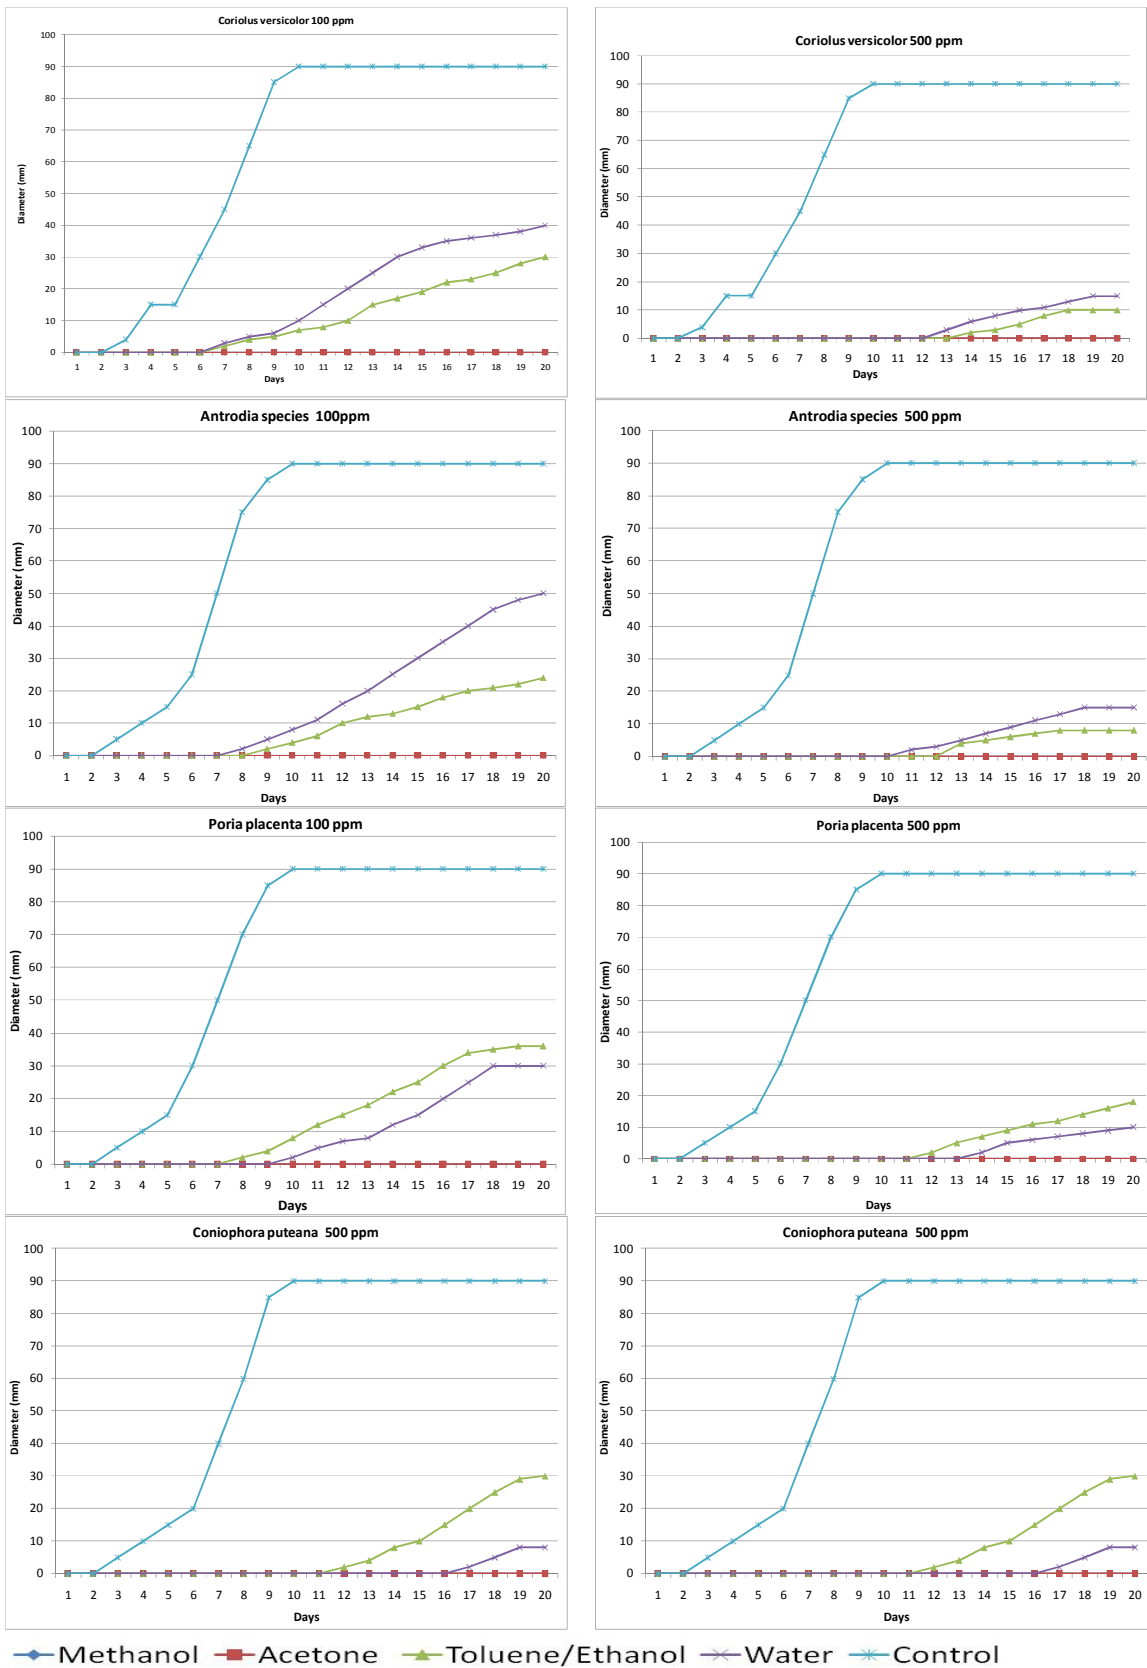 Coriolus versicolor 100 ppm
100
90
80
70
60
50
40
30
20
10
0
Diameter (mm)
1 2 3 4 5 6 7 8 9 10 11 12 13 14 15 16 17 18 19 20
Days
Coriolus versicolor 500 ppm
100
90
80
70
60
50
40
30
20
10
0
Diameter (mm)
1 2 3 4 5 6 7 8 9 10 11 12 13 14 15 16 17 18 19 20
Days
Antrodia species 100ppm
100
90
80
70
60
50
40
30
20
10
0
Diameter (mm)
1 2 3 4 5 6 7 8 9 10 11 12 13 14 15 16 17 18 19 20
Days
Antrodia species 500 ppm
100
90
80
70
60
50
40
30
20
10
0
Diameter (mm)
1 2 3 4 5 6 7 8 9 10 11 12 13 14 15 16 17 18 19 20
Days
Poria placenta 100 ppm
100
90
80
70
60
50
40
30
20
10
0
Diameter (mm)
1 2 3 4 5 6 7 8 9 10 11 12 13 14 15 16 17 18 19 20
Days
Poria placenta 500 ppm
100
90
80
70
60
50
40
30
20
10
0
Diameter (mm)
1 2 3 4 5 6 7 8 9 10 11 12 13 14 15 16 17 18 19 20
Days
Coniophora puteana 500 ppm
100
90
80
70
60
50
40
30
20
10
0
Diameter (mm)
1 2 3 4 5 6 7 8 9 10 11 12 13 14 15 16 17 18 19 20
Days
Coniophora puteana 500 ppm
100
90
80
70
60
50
40
30
20
10
0
Diameter (mm)
1 2 3 4 5 6 7 8 9 10 11 12 13 14 15 16 17 18 19 20
Days
Methanol Acetone Toluene/Ethanol Water Control